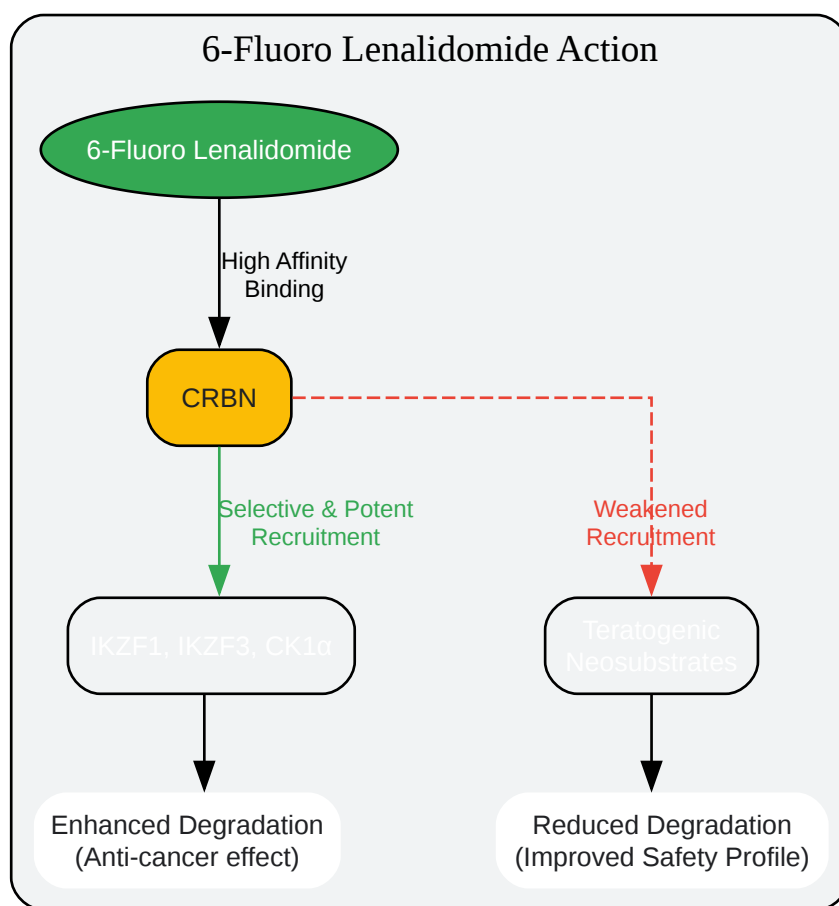 6-Fluoro Lenalidomide Action
6-Fluoro Lenalidomide
High Affinity
Binding
CRBN
Selective & Potent
Recruitment
Weakened
Recruitment
IKZF1, IKZF3, CK1α
Teratogenic
Neosubstrates
Enhanced Degradation
(Anti-cancer effect)
Reduced Degradation
(Improved Safety Profile)